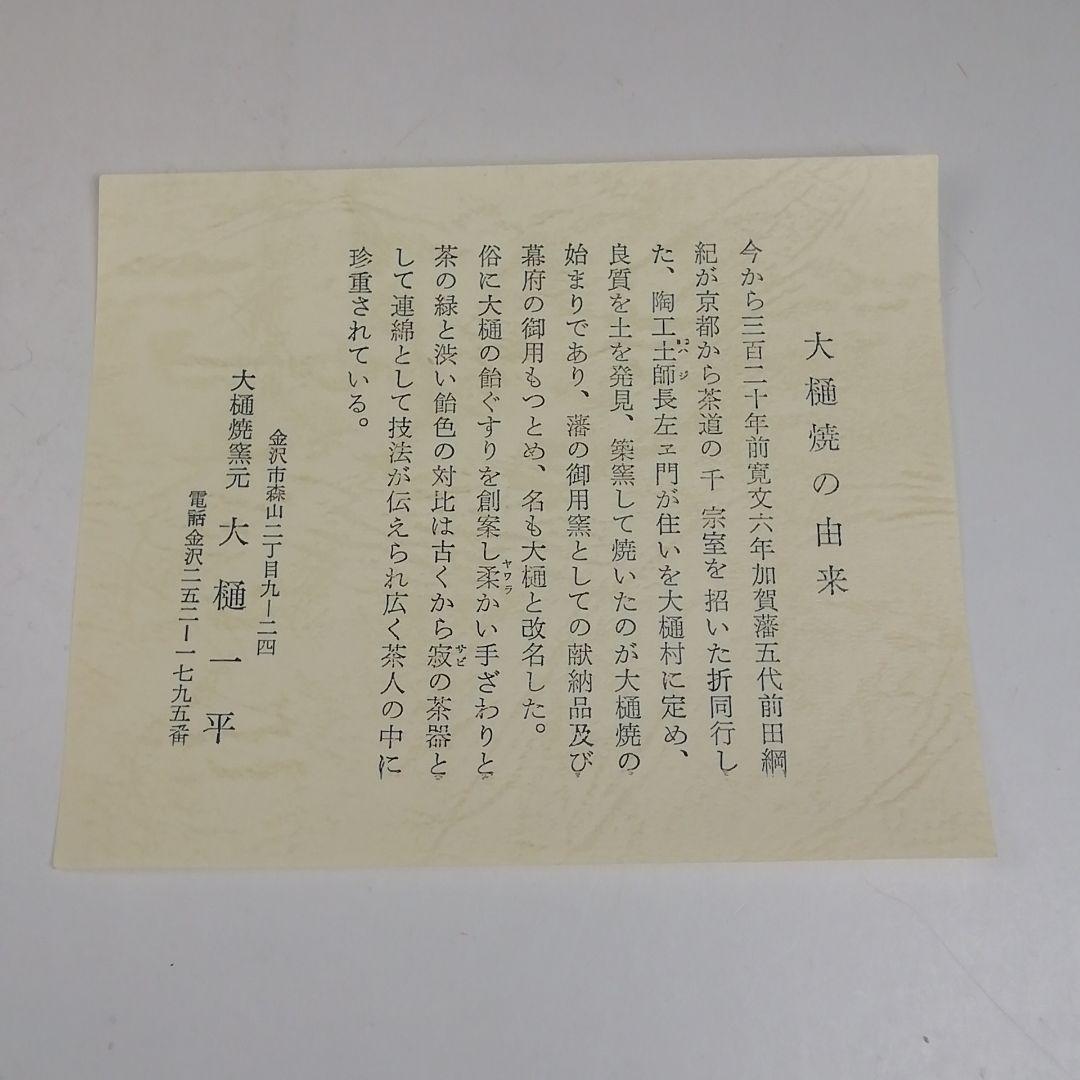 大樋焼の由来
今から三百二十年前寛文六年加賀藩五代前田綱
紀が京都から茶道の千 宗室を招いた折同行し
た、陶工土師長左ヱ門が住いを大樋村に定め、
良質を土を発見、築窯して焼いたのが大樋焼の
始まりであり、藩の御用窯としての献納品及び
幕府の御用もつとめ、名も大樋と改名した。
俗に大樋の飴ぐすりを創案し柔かい手ざわりと
茶の緑と渋い飴色の対比は古くから寂の茶器と
して連綿として技法が伝えられ広く茶人の中に
珍重されている。
金沢市森山二丁目九ー二四
大樋焼窯元 大樋一平
電話金沢二五二ー一七九五番